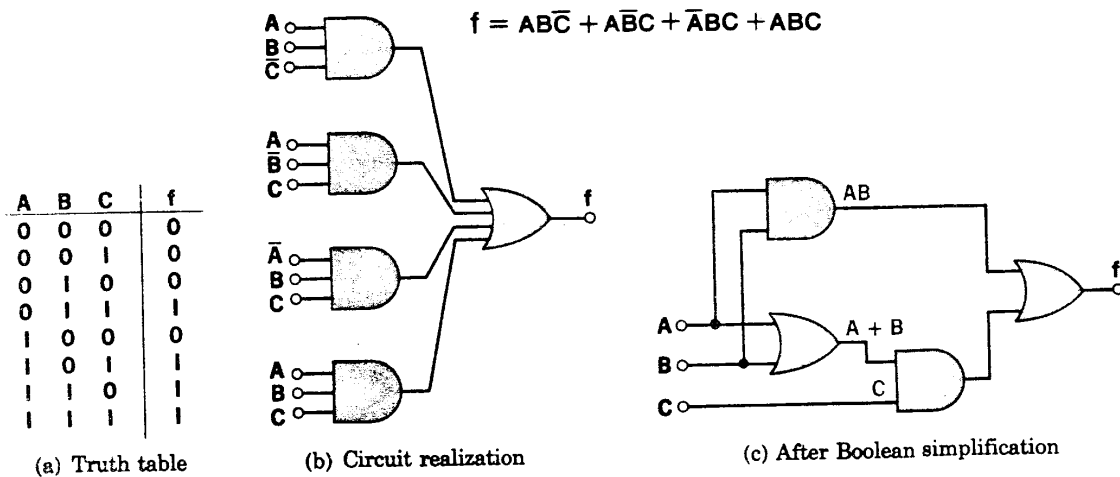 f = ABC̅ + AB̅C + A̅BC + ABC
A
B
C̅
A
B̅
C
A̅
B
C
A
B
C
f
A B C f
0 0 0 0
0 0 1 0
0 1 0 0
0 1 1 1
1 0 0 0
1 0 1 1
1 1 0 1
1 1 1 1
AB
A
B
C
A + B
C
f
(a) Truth table
(b) Circuit realization
(c) After Boolean simplification